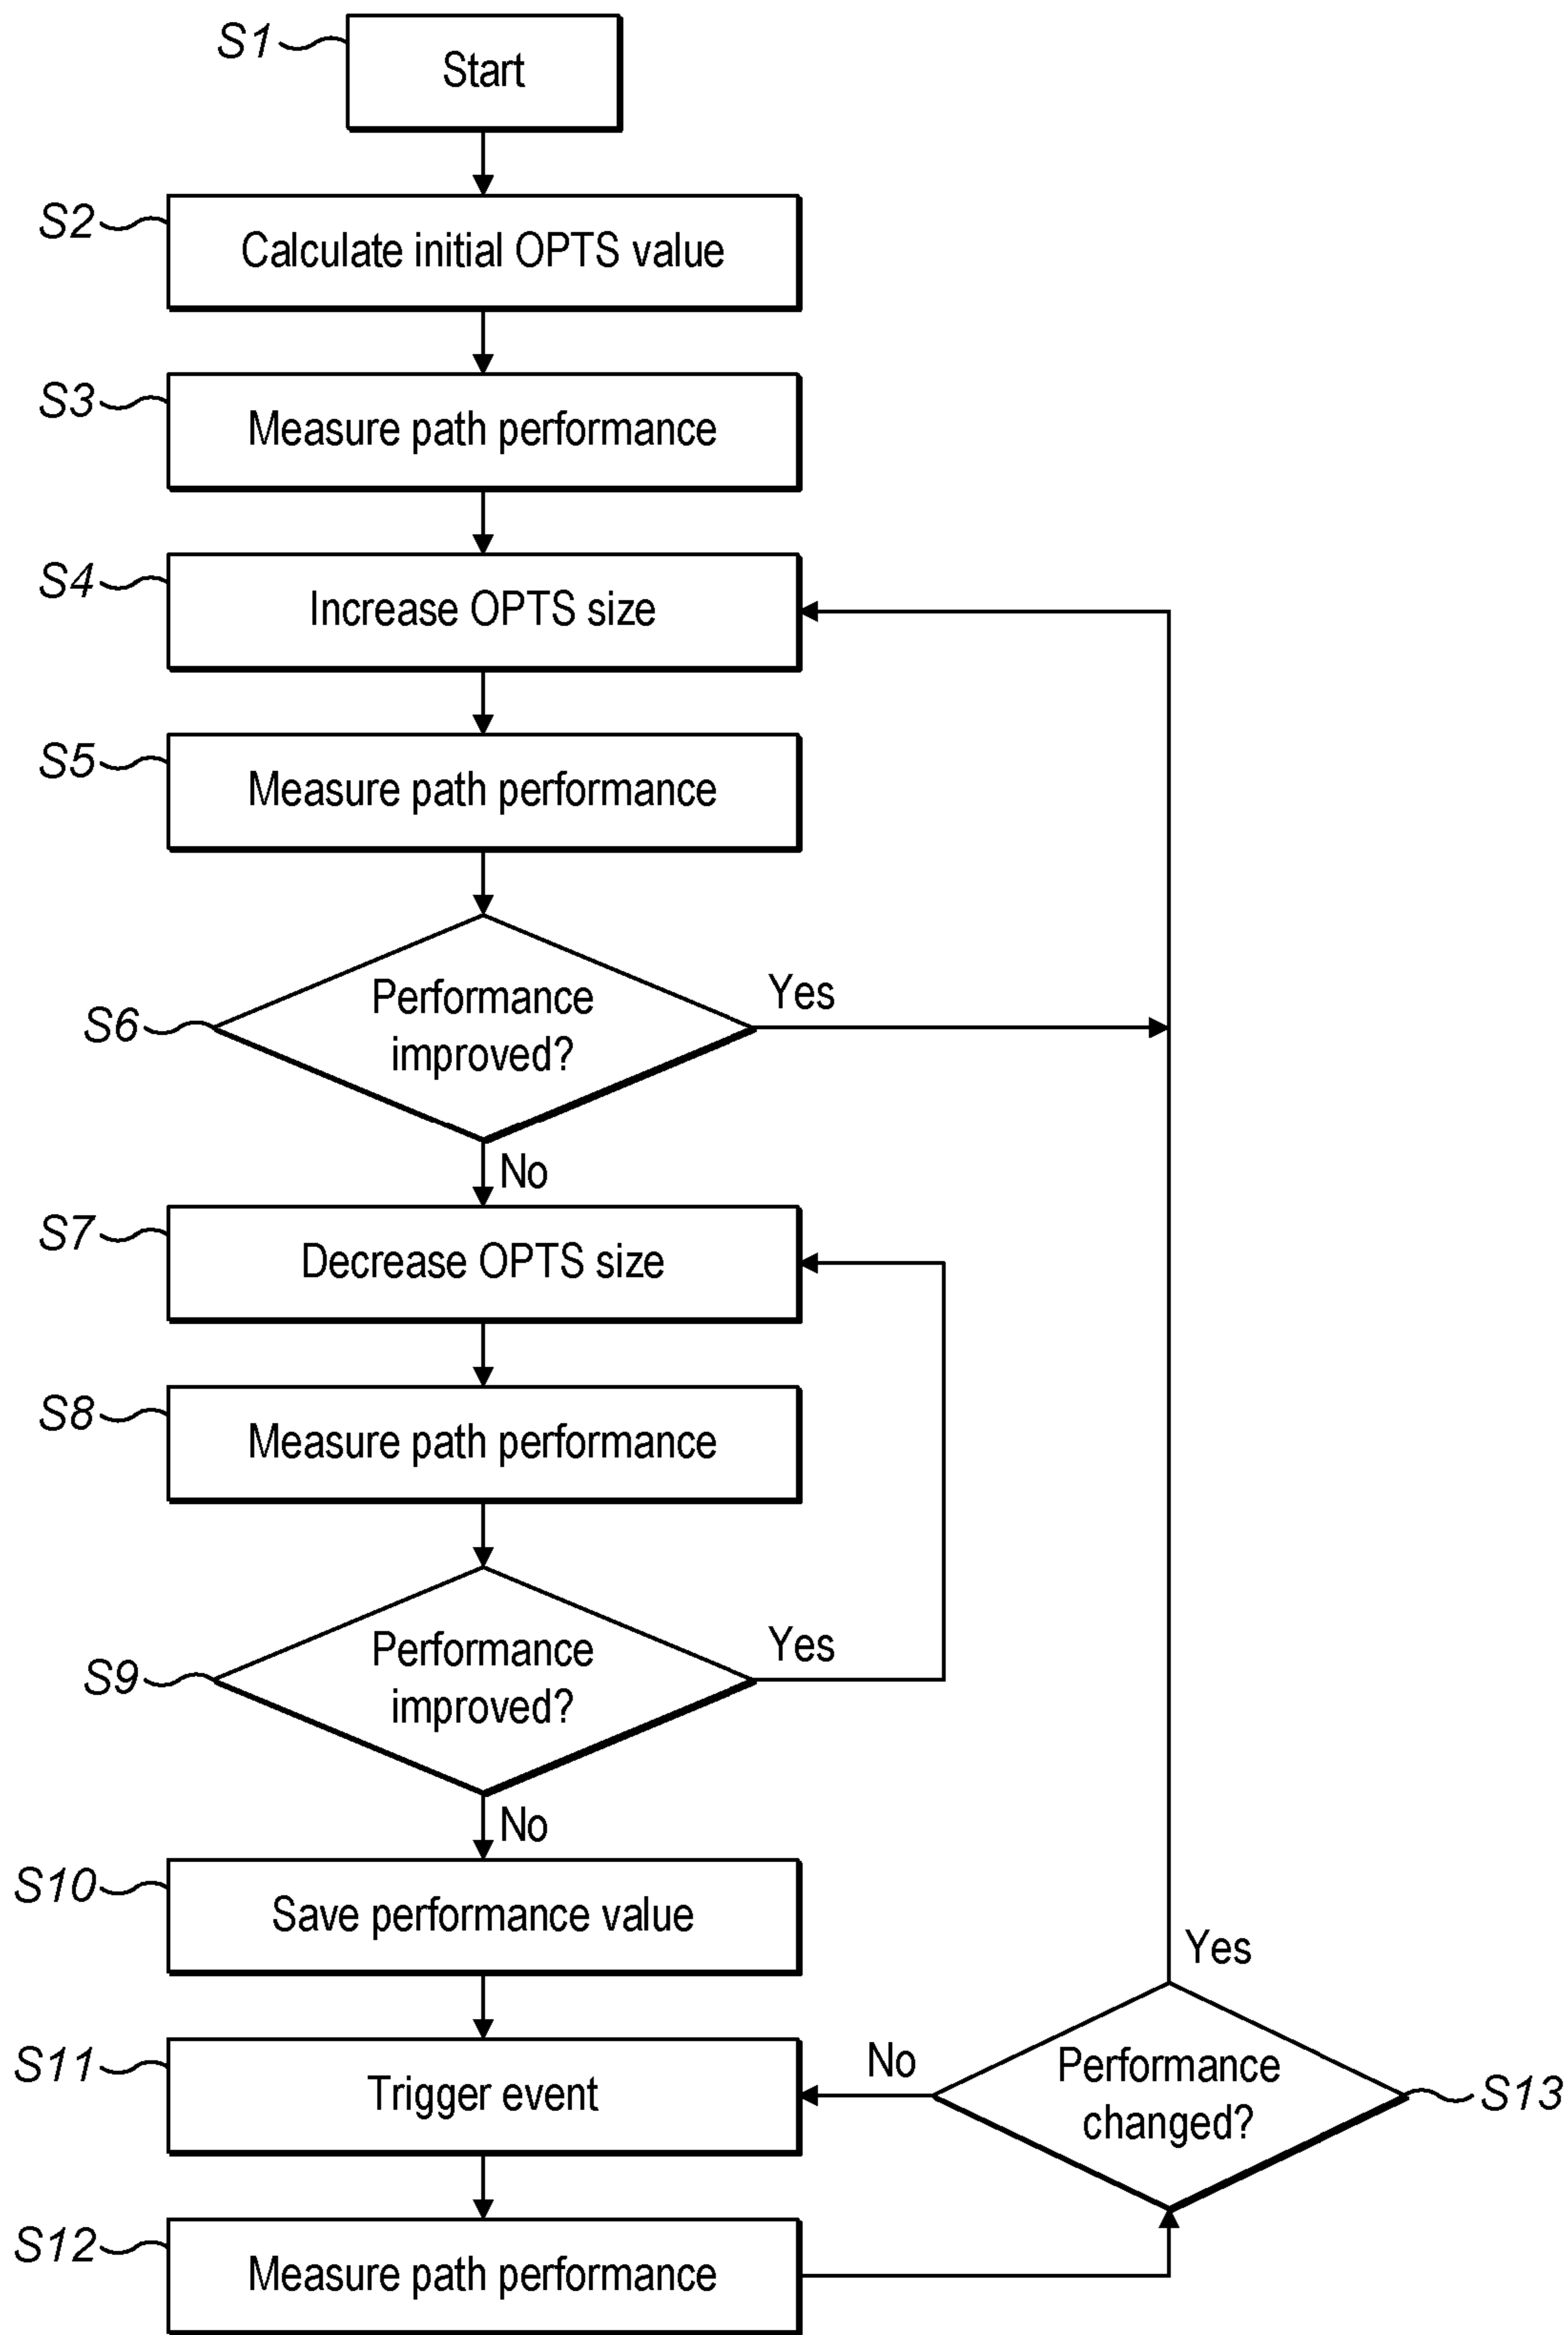 S1
Start
S2
Calculate initial OPTS value
S3
Measure path performance
S4
Increase OPTS size
S5
Measure path performance
S6
Performance
improved?
Yes
No
S7
Decrease OPTS size
S8
Measure path performance
S9
Performance
improved?
Yes
No
S10
Save performance value
Yes
S11
Trigger event
No
Performance
changed?
S13
S12
Measure path performance